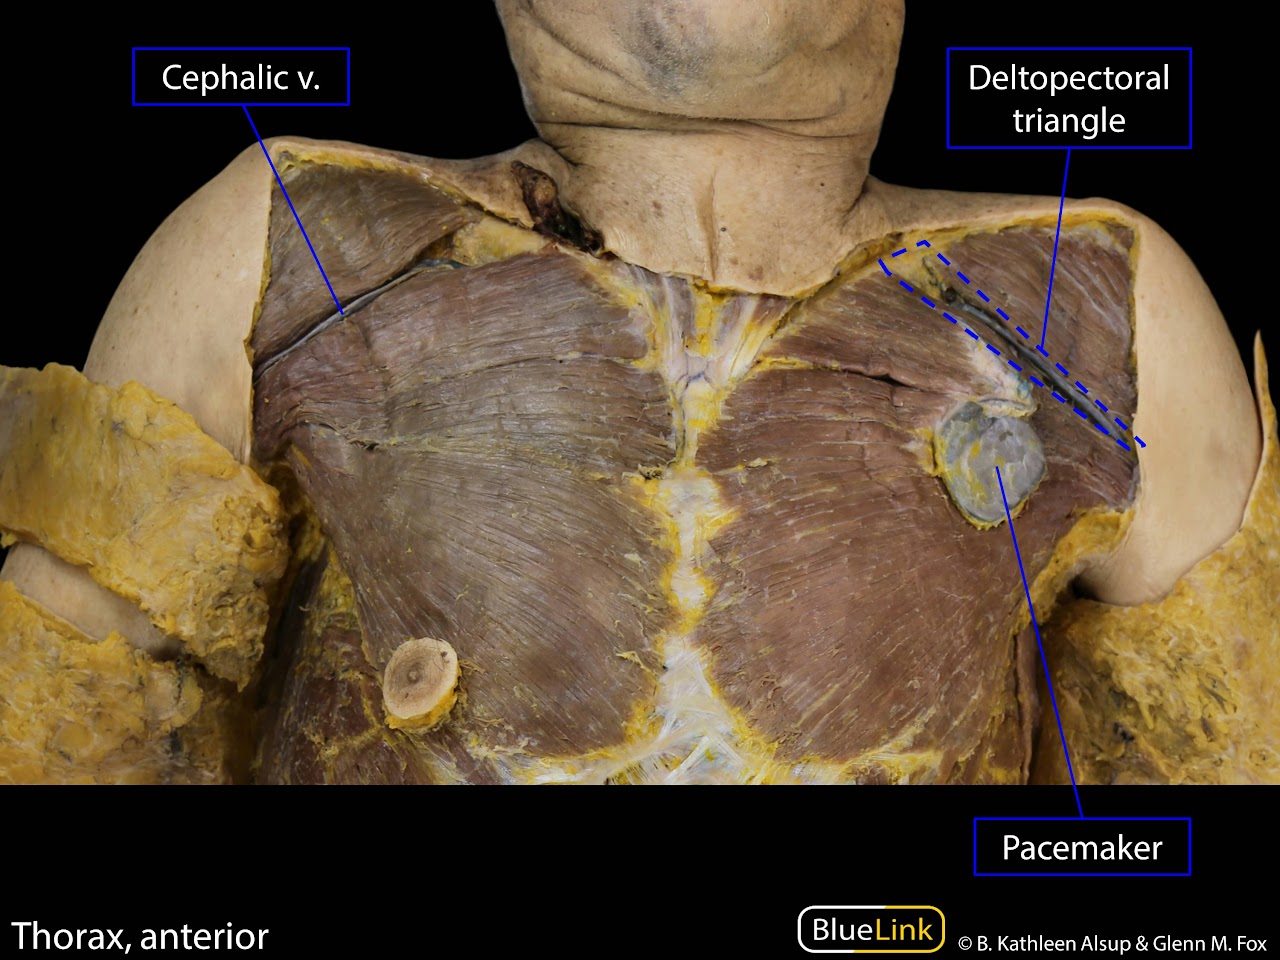 Cephalic v.
Deltopectoral
triangle
Pacemaker
Thorax, anterior
BlueLink
© B. Kathleen Alsup & Glenn M. Fox